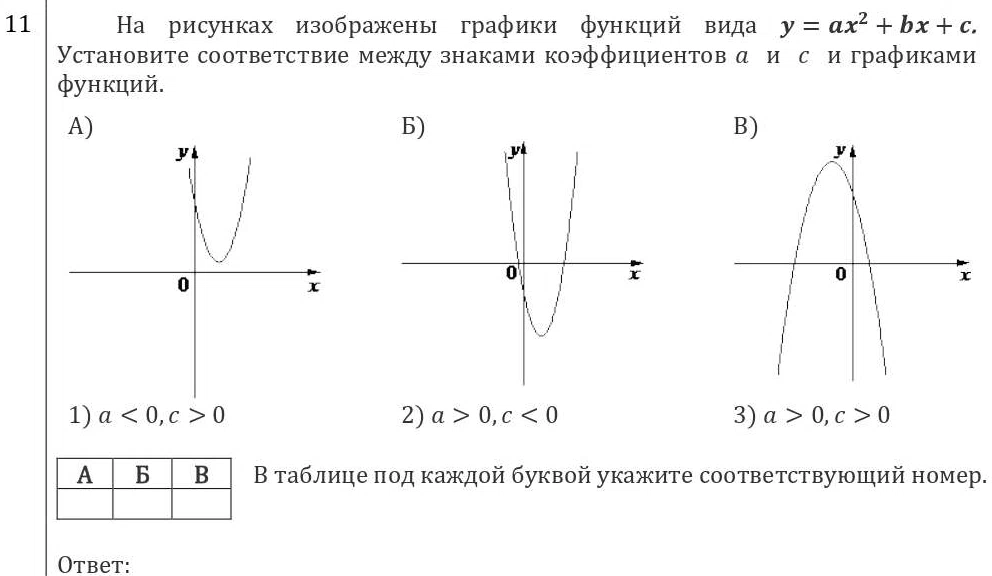 11 На рисунках изображены графики функций вида y = ax² + bx + c.
Установите соответствие между знаками коэффициентов a и c и графиками
функций.
А) Б) В)
y y y
0 x 0 x 0 x
1) a < 0, c > 0 2) a > 0, c < 0 3) a > 0, c > 0
А Б В В таблице под каждой буквой укажите соответствующий номер.
Ответ: